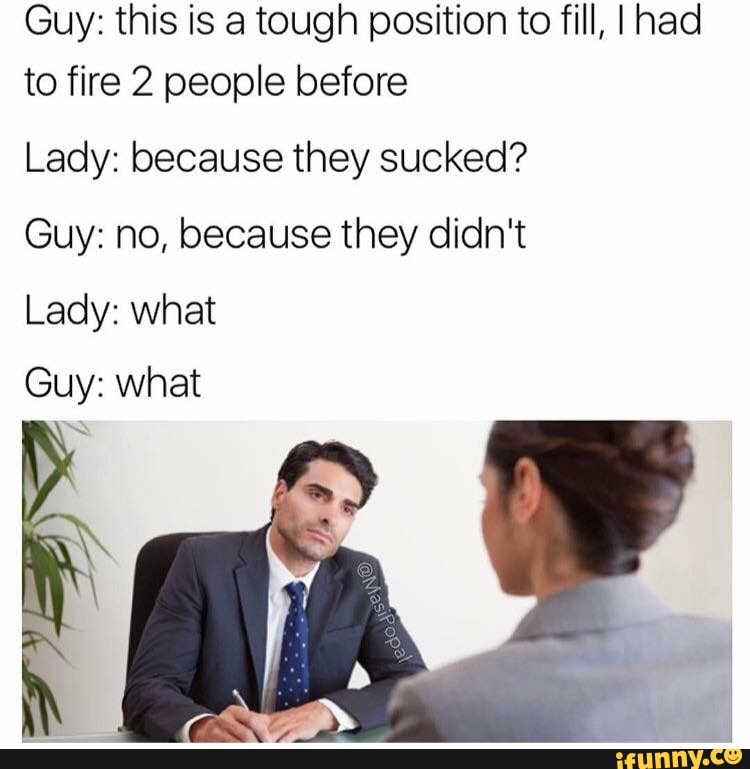 Guy: this is a tough position to fill, I had
to fire 2 people before
Lady: because they sucked?
Guy: no, because they didn't
Lady: what
Guy: what
@MasiPopal
ifunny.co